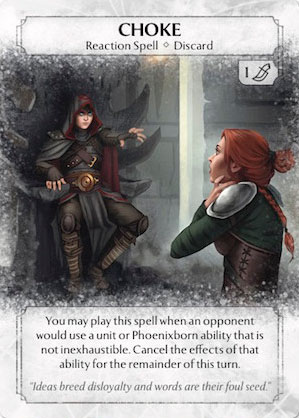 CHOKE
Reaction Spell ⋄ Discard
1
You may play this spell when an opponent
would use a unit or Phoenixborn ability that is
not inexhaustible. Cancel the effects of that
ability for the remainder of this turn.
"Ideas breed disloyalty and words are their foul seed."